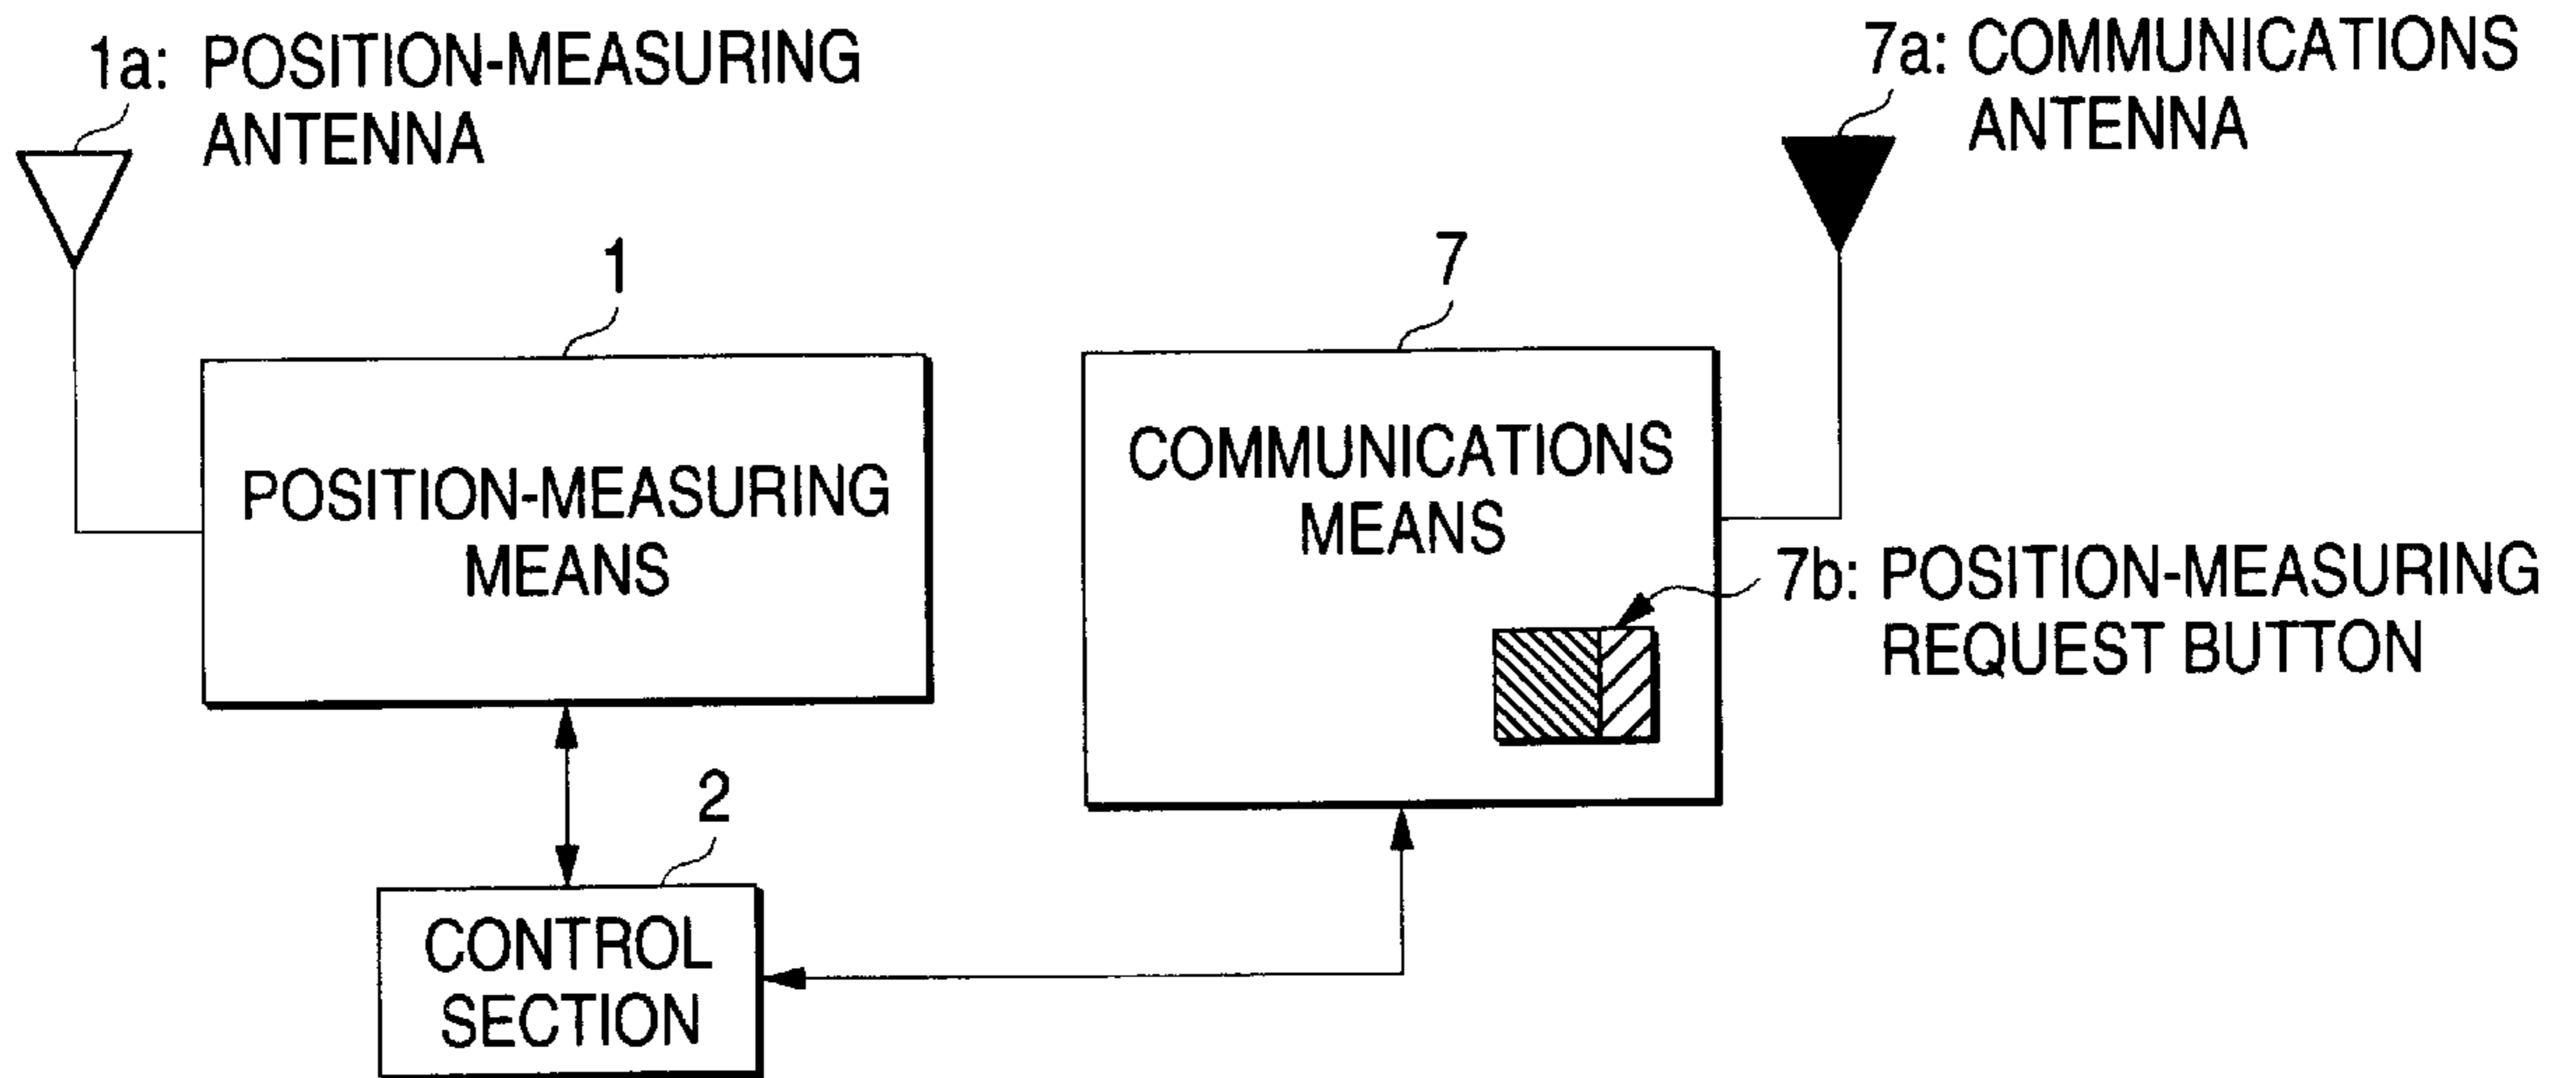 1a: POSITION-MEASURING
ANTENNA
7a: COMMUNICATIONS
ANTENNA
1
7
POSITION-MEASURING
MEANS
COMMUNICATIONS
MEANS
7b: POSITION-MEASURING
REQUEST BUTTON
2
CONTROL
SECTION